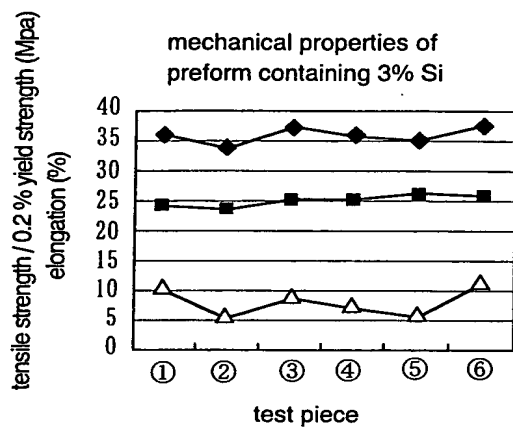 mechanical properties of
preform containing 3% Si
tensile strength / 0.2 % yield strength (Mpa)
elongation (%)
40
35
30
25
20
15
10
5
0
① ② ③ ④ ⑤ ⑥
test piece